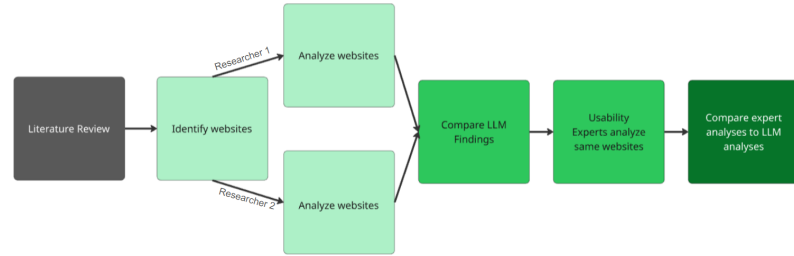 Literature Review
Identify websites
Researcher 1
Analyze websites
Researcher 2
Analyze websites
Compare LLM
Findings
Usability
Experts analyze
same websites
Compare expert
analyses to LLM
analyses